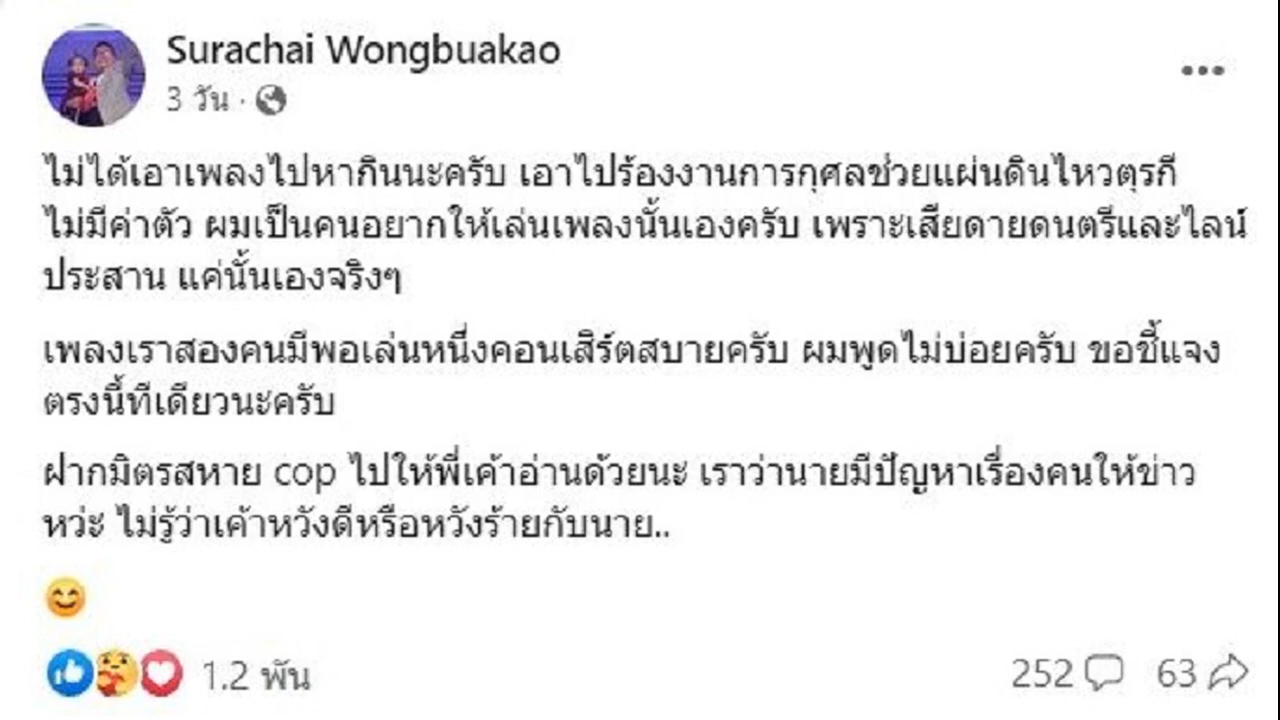 Surachai Wongbuakao
3 วัน ·
ไม่ได้เอาเพลงไปหากินนะครับ เอาไปร้องงานการกุศลช่วยแผ่นดินไหวตุรกี
ไม่มีค่าตัว ผมเป็นคนอยากให้เล่นเพลงนั้นเองครับ เพราะเสียดายดนตรีและไลน์
ประสาน แค่นั้นเองจริงๆ
เพลงเราสองคนมีพอเล่นหนึ่งคอนเสิร์ตสบายครับ ผมพูดไม่บ่อยครับ ขอชี้แจง
ตรงนี้ทีเดียวนะครับ
ฝากมิตรสหาย cop ไปให้พี่เค้าอ่านด้วยนะ เราว่านายมีปัญหาเรื่องคนให้ข่าว
หว่ะ ไม่รู้ว่าเค้าหวังดีหรือหวังร้ายกับนาย..
😊
1.2 พัน 252 63